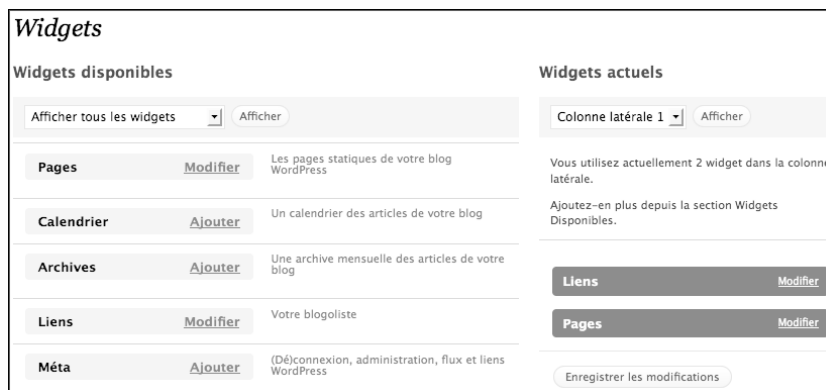 Widgets
Widgets disponibles
Afficher tous les widgets Afficher
Pages Modifier Les pages statiques de votre blog
WordPress
Calendrier Ajouter Un calendrier des articles de votre blog
Archives Ajouter Une archive mensuelle des articles de votre
blog
Liens Modifier Votre blogoliste
Méta Ajouter (Dé)connexion, administration, flux et liens
WordPress
Widgets actuels
Colonne latérale 1 Afficher
Vous utilisez actuellement 2 widget dans la colonne
latérale.
Ajoutez-en plus depuis la section Widgets
Disponibles.
Liens Modifier
Pages Modifier
Enregistrer les modifications